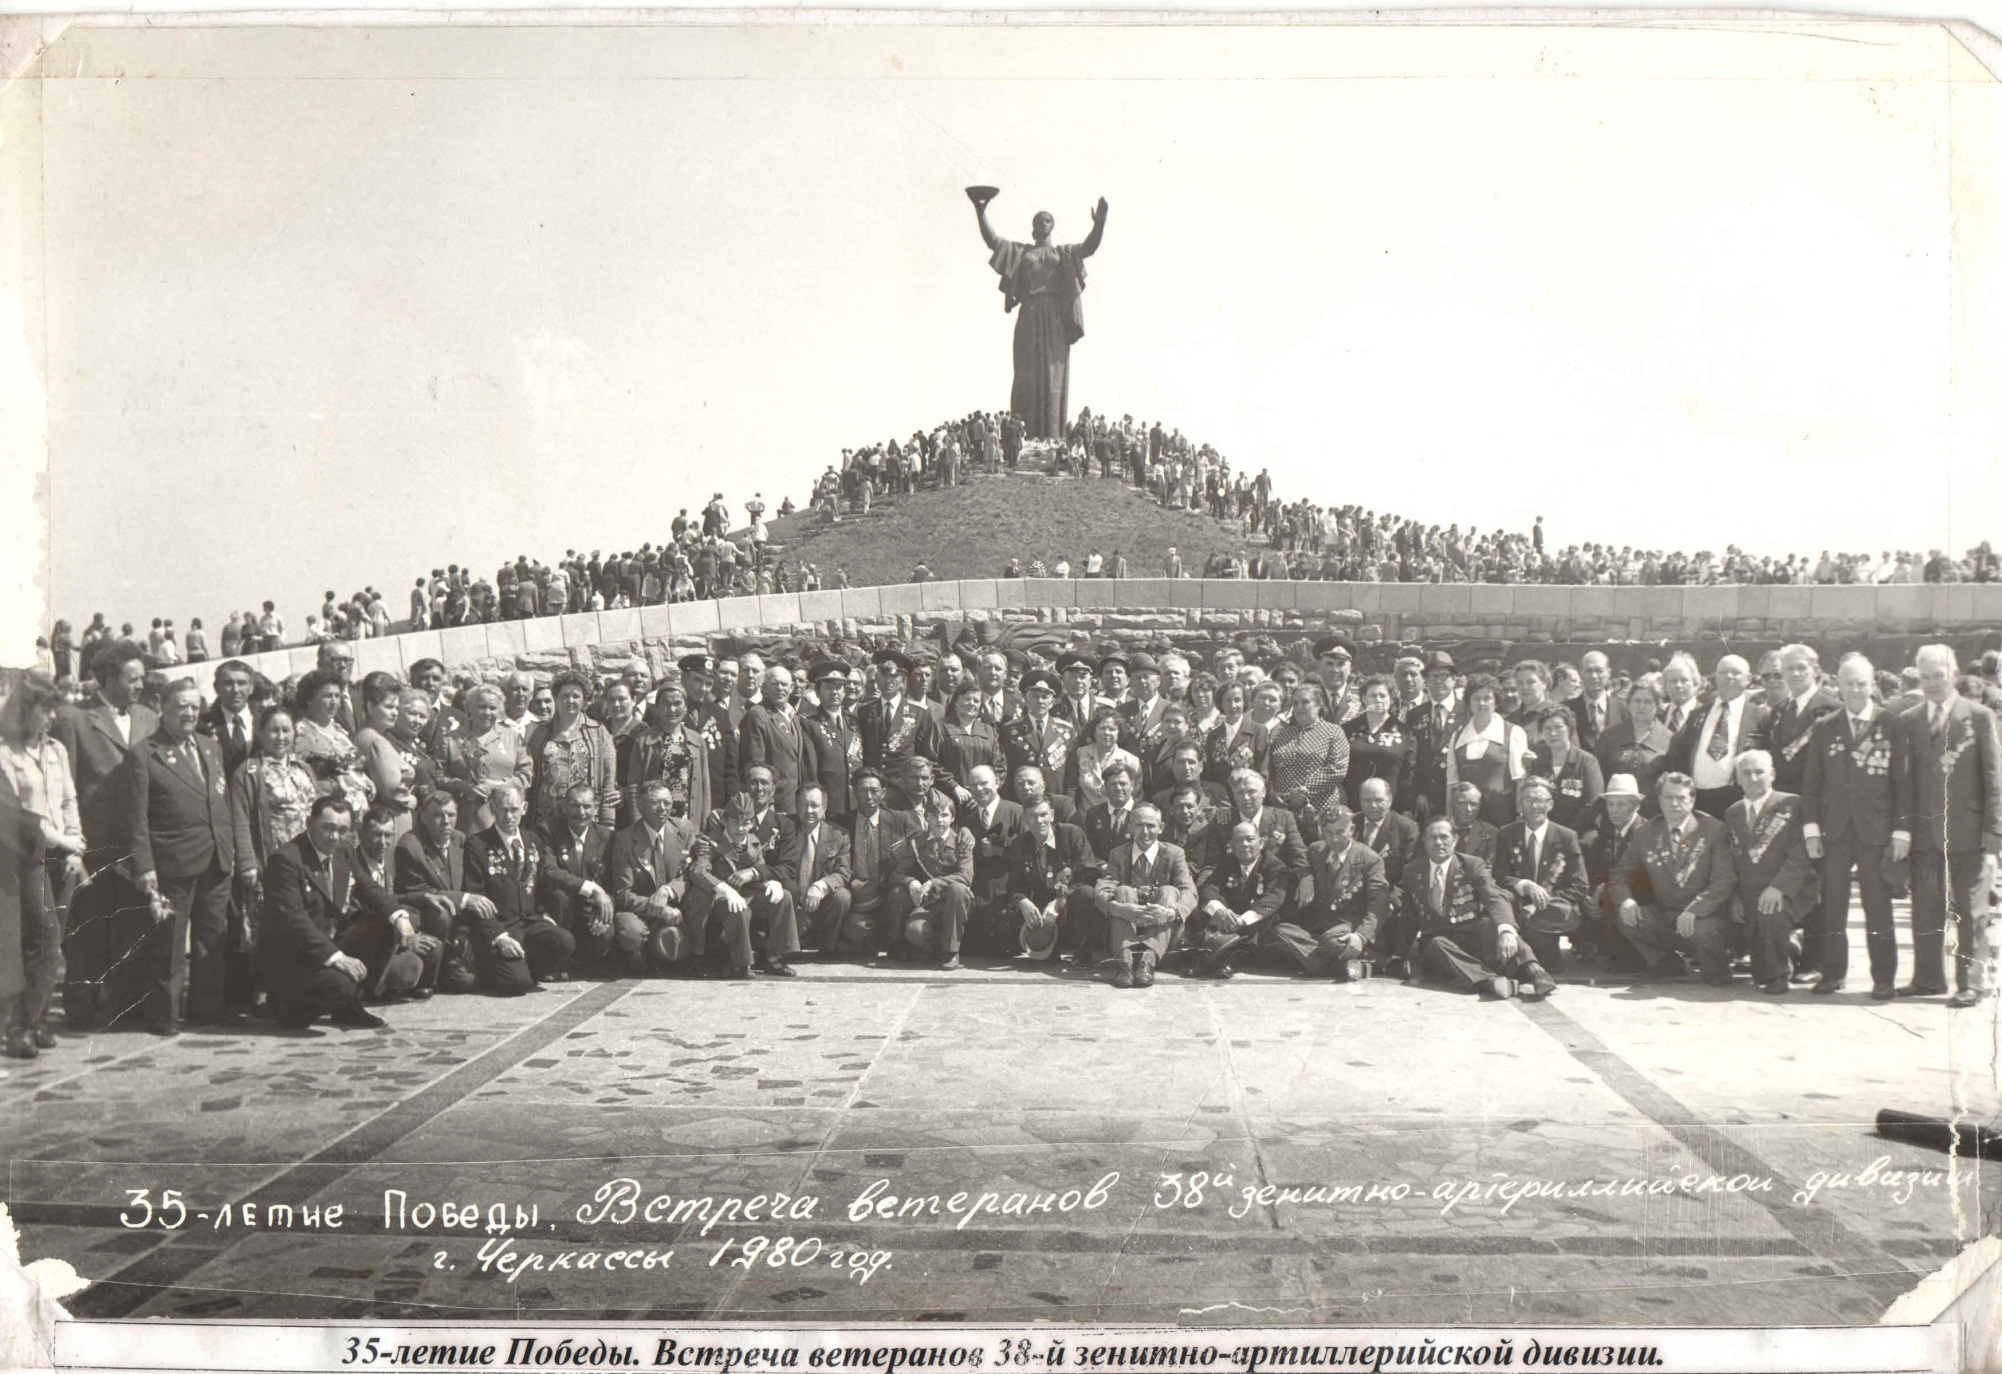 35-летие Победы. Встреча ветеранов 38й зенитно-артериллийской дивизии
г. Черкассы 1980 год.
35-летие Победы. Встреча ветеранов 38-й зенитно-артиллерийской дивизии.